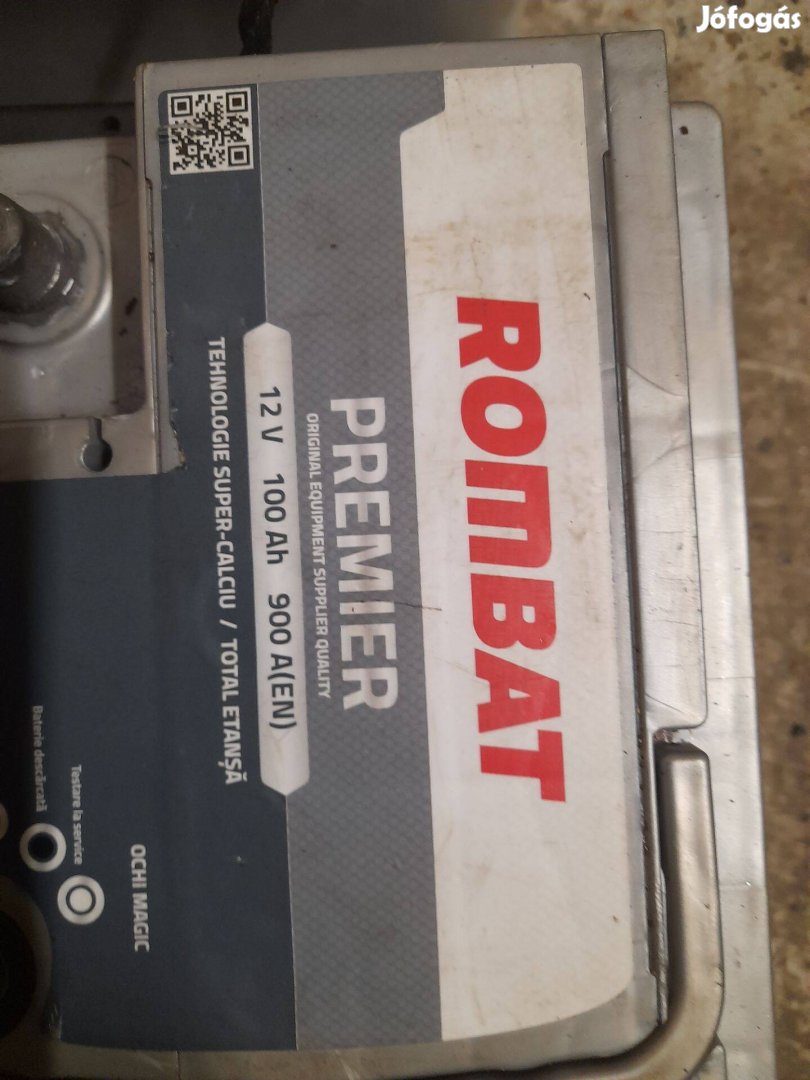 Jófogás
ROMBAT
PREMIER
ORIGINAL EQUIPMENT SUPPLIER QUALITY
12 V 100 Ah 900 A(EN)
TEHNOLOGIE SUPER-CALCIU / TOTAL ETANȘĂ
OCHI MAGIC
Testare la service
Baterie descărcată